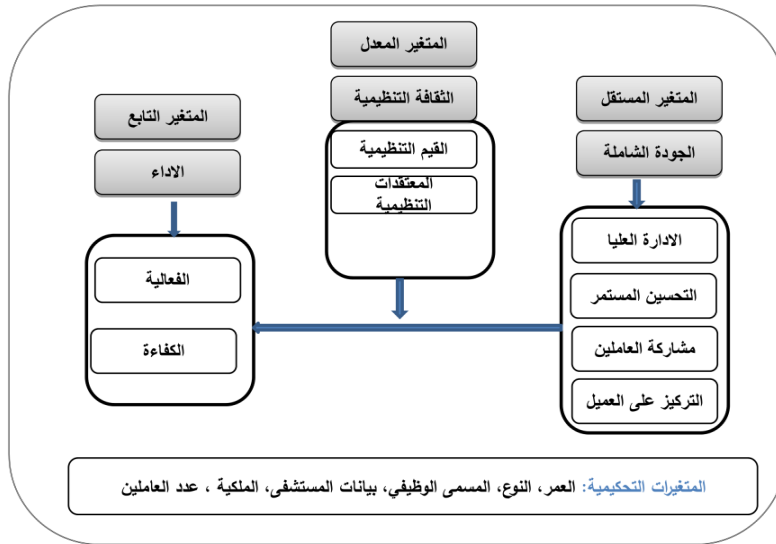 المتغير المستقل
الجودة الشاملة
الادارة العليا
التحسين المستمر
مشاركة العاملين
التركيز على العميل
المتغير المعدل
الثقافة التنظيمية
القيم التنظيمية
المعتقدات
التنظيمية
المتغير التابع
الاداء
الفعالية
الكفاءة
المتغيرات التحكيمية: العمر، النوع، المسمى الوظيفي، بيانات المستشفى، الملكية ، عدد العاملين